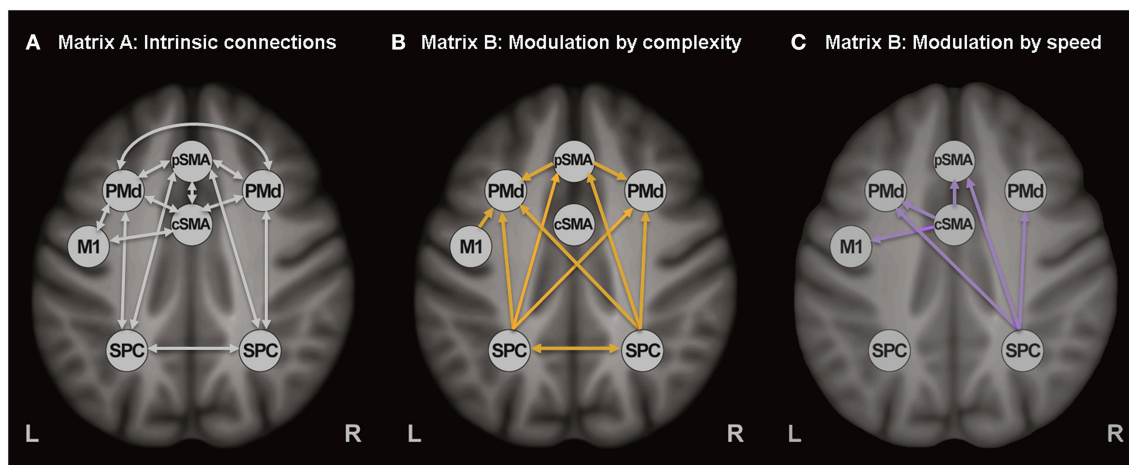 A Matrix A: Intrinsic connections
pSMA
PMd PMd
cSMA
M1
SPC SPC
L R
B Matrix B: Modulation by complexity
pSMA
PMd PMd
cSMA
M1
SPC SPC
L R
C Matrix B: Modulation by speed
pSMA
PMd PMd
cSMA
M1
SPC SPC
L R